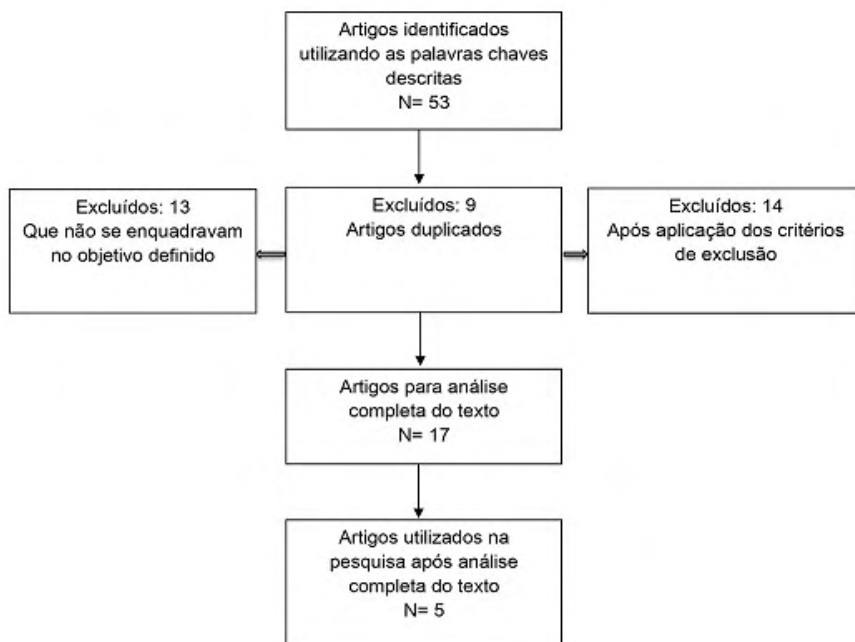 Artigos identificados
utilizando as palavras chaves
descritas
N= 53
Excluídos: 13
Que não se enquadravam
no objetivo definido
Excluídos: 9
Artigos duplicados
Excluídos: 14
Após aplicação dos critérios
de exclusão
Artigos para análise
completa do texto
N= 17
Artigos utilizados na
pesquisa após análise
completa do texto
N= 5